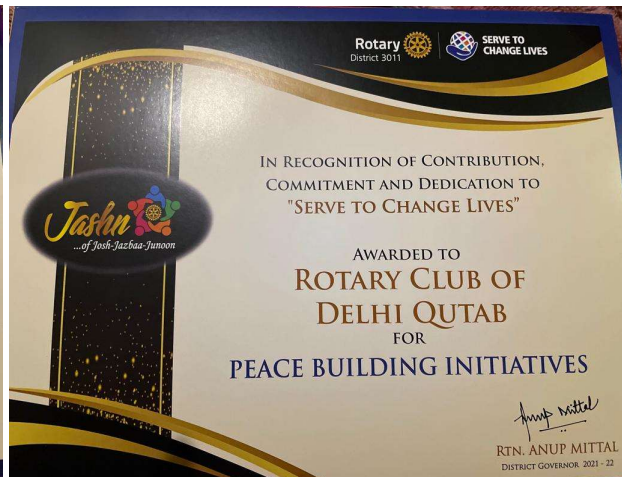 Rotary
District 3011
SERVE TO
CHANGE LIVES
Jashn
...of Josh-Jazbaa-Junoon
IN RECOGNITION OF CONTRIBUTION,
COMMITMENT AND DEDICATION TO
"SERVE TO CHANGE LIVES”
AWARDED TO
ROTARY CLUB OF
DELHI QUTAB
FOR
PEACE BUILDING INITIATIVES
Anup Mittal
RTN. ANUP MITTAL
DISTRICT GOVERNOR 2021 - 22